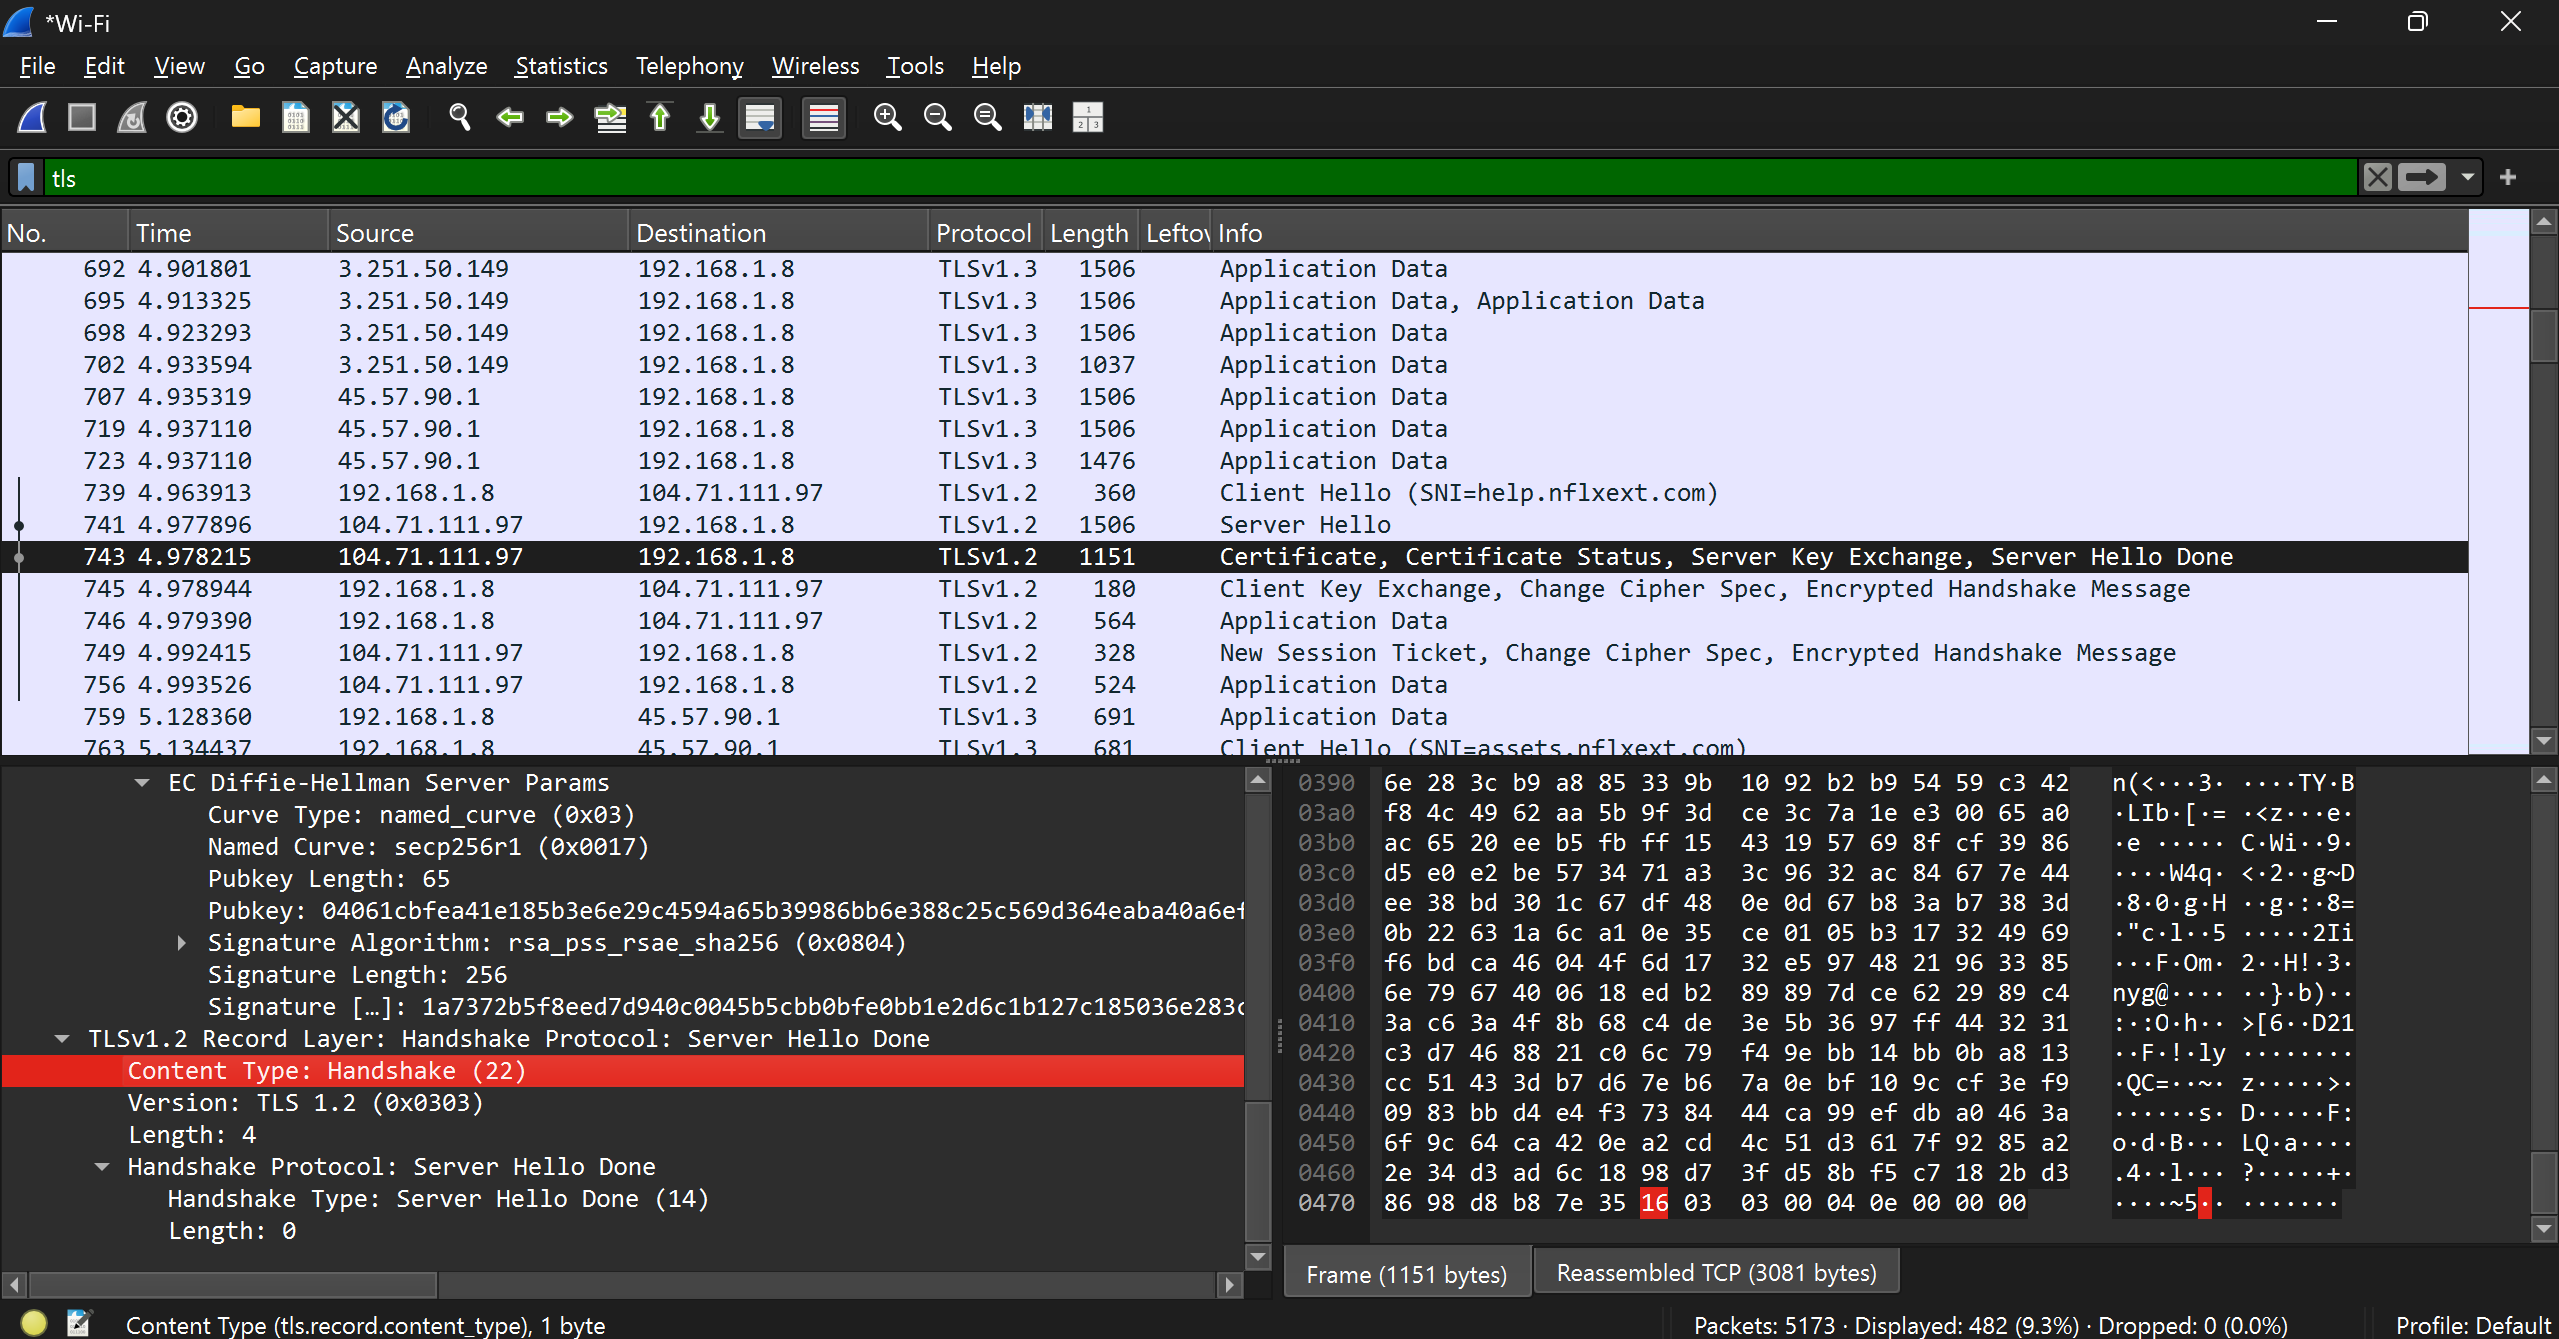 *Wi-Fi
File Edit View Go Capture Analyze Statistics Telephony Wireless Tools Help
tls
No. Time Source Destination Protocol Length Leftov Info
692 4.901801 3.251.50.149 192.168.1.8 TLSv1.3 1506 Application Data
695 4.913325 3.251.50.149 192.168.1.8 TLSv1.3 1506 Application Data, Application Data
698 4.923293 3.251.50.149 192.168.1.8 TLSv1.3 1506 Application Data
702 4.933594 3.251.50.149 192.168.1.8 TLSv1.3 1037 Application Data
707 4.935319 45.57.90.1 192.168.1.8 TLSv1.3 1506 Application Data
719 4.937110 45.57.90.1 192.168.1.8 TLSv1.3 1506 Application Data
723 4.937110 45.57.90.1 192.168.1.8 TLSv1.3 1476 Application Data
739 4.963913 192.168.1.8 104.71.111.97 TLSv1.2 360 Client Hello (SNI=help.nflxext.com)
741 4.977896 104.71.111.97 192.168.1.8 TLSv1.2 1506 Server Hello
743 4.978215 104.71.111.97 192.168.1.8 TLSv1.2 1151 Certificate, Certificate Status, Server Key Exchange, Server Hello Done
745 4.978944 192.168.1.8 104.71.111.97 TLSv1.2 180 Client Key Exchange, Change Cipher Spec, Encrypted Handshake Message
746 4.979390 192.168.1.8 104.71.111.97 TLSv1.2 564 Application Data
749 4.992415 104.71.111.97 192.168.1.8 TLSv1.2 328 New Session Ticket, Change Cipher Spec, Encrypted Handshake Message
756 4.993526 104.71.111.97 192.168.1.8 TLSv1.2 524 Application Data
759 5.128360 192.168.1.8 45.57.90.1 TLSv1.3 691 Application Data
763 5.134437 192.168.1.8 45.57.90.1 TLSv1.3 681 Client Hello (SNI=assets.nflxext.com)
EC Diffie-Hellman Server Params
Curve Type: named_curve (0x03)
Named Curve: secp256r1 (0x0017)
Pubkey Length: 65
Pubkey: 04061cbfea41e185b3e6e29c4594a65b39986bb6e388c25c569d364eaba40a6ef
Signature Algorithm: rsa_pss_rsae_sha256 (0x0804)
Signature Length: 256
Signature […]: 1a7372b5f8eed7d940c0045b5cbb0bfe0bb1e2d6c1b127c185036e283c
TLSv1.2 Record Layer: Handshake Protocol: Server Hello Done
Content Type: Handshake (22)
Version: TLS 1.2 (0x0303)
Length: 4
Handshake Protocol: Server Hello Done
Handshake Type: Server Hello Done (14)
Length: 0
0390 6e 28 3c b9 a8 85 33 9b 10 92 b2 b9 54 59 c3 42 n(<···3· ····TY·B
03a0 f8 4c 49 62 aa 5b 9f 3d ce 3c 7a 1e e3 00 65 a0 ·LIb·[·= ·<z···e·
03b0 ac 65 20 ee b5 fb ff 15 43 19 57 69 8f cf 39 86 ·e ····· C·Wi··9·
03c0 d5 e0 e2 be 57 34 71 a3 3c 96 32 ac 84 67 7e 44 ····W4q· <·2··g~D
03d0 ee 38 bd 30 1c 67 df 48 0e 0d 67 b8 3a b7 38 3d ·8·0·g·H ··g·:·8=
03e0 0b 22 63 1a 6c a1 0e 35 ce 01 05 b3 17 32 49 69 ·"c·l··5 ·····2Ii
03f0 f6 bd ca 46 04 4f 6d 17 32 e5 97 48 21 96 33 85 ···F·Om· 2··H!·3·
0400 6e 79 67 40 06 18 ed b2 89 89 7d ce 62 29 89 c4 nyg@···· ··}·b)··
0410 3a c6 3a 4f 8b 68 c4 de 3e 5b 36 97 ff 44 32 31 :·:O·h·· >[6··D21
0420 c3 d7 46 88 21 c0 6c 79 f4 9e bb 14 bb 0b a8 13 ··F·!·ly ········
0430 cc 51 43 3d b7 d6 7e b6 7a 0e bf 10 9c cf 3e f9 ·QC=··~· z·····>·
0440 09 83 bb d4 e4 f3 73 84 44 ca 99 ef db a0 46 3a ······s· D·····F:
0450 6f 9c 64 ca 42 0e a2 cd 4c 51 d3 61 7f 92 85 a2 o·d·B··· LQ·a····
0460 2e 34 d3 ad 6c 18 98 d7 3f d5 8b f5 c7 18 2b d3 .4··l··· ?·····+·
0470 86 98 d8 b8 7e 35 16 03 03 00 04 0e 00 00 00 ····~5·· ·······
Frame (1151 bytes) Reassembled TCP (3081 bytes)
Content Type (tls.record.content_type), 1 byte
Packets: 5173 · Displayed: 482 (9.3%) · Dropped: 0 (0.0%)
Profile: Default